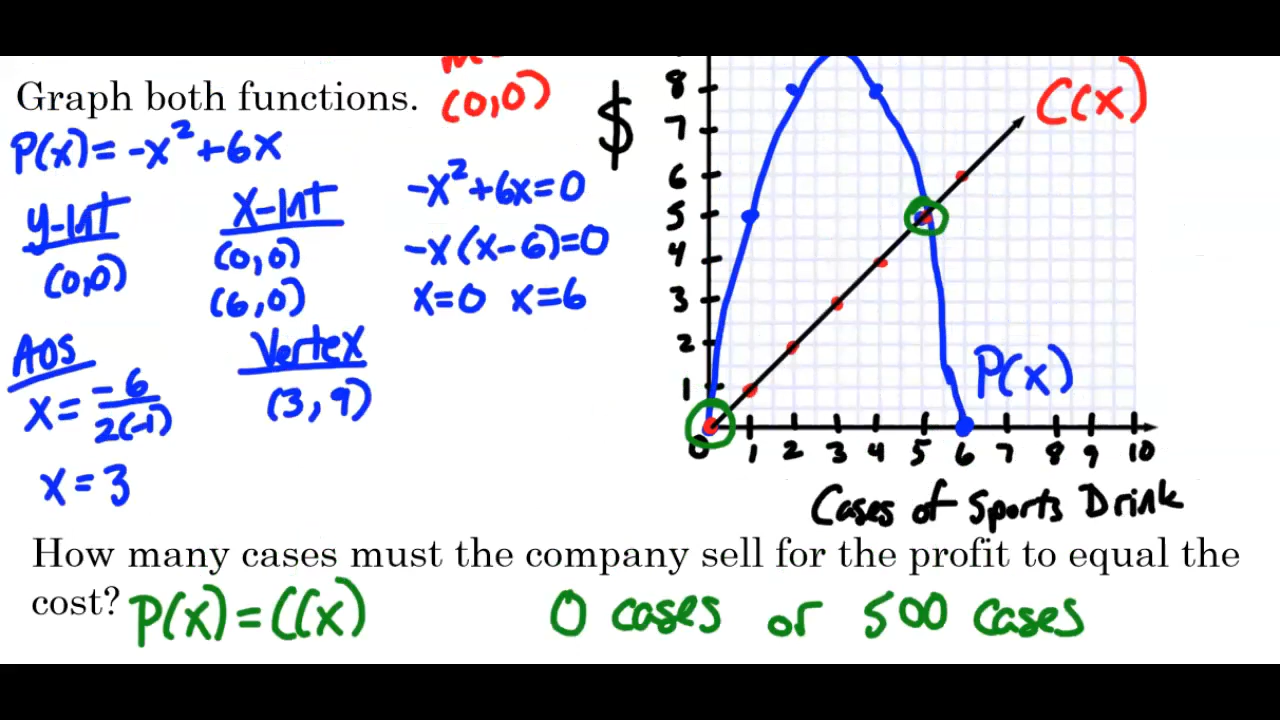 Graph both functions.
(0,0)
P(x) = -x² + 6x
y-int
(0,0)
x-int
(0,0)
(6,0)
-x² + 6x = 0
-x(x-6) = 0
x = 0 x = 6
AOS
x = -6 / 2(-1)
x = 3
Vertex
(3,9)
$
8
7
6
5
4
3
2
1
0 1 2 3 4 5 6 7 8 9 10
C(x)
P(x)
Cases of Sports Drink
How many cases must the company sell for the profit to equal the
cost? P(x) = C(x) 0 cases or 500 cases